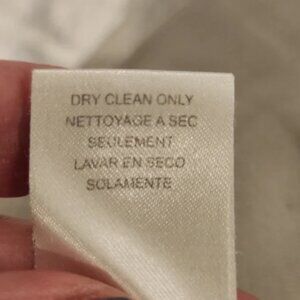 DRY CLEAN ONLY
NETTOYAGE A SEC
SEULEMENT
LAVAR EN SECO
SOLAMENTE